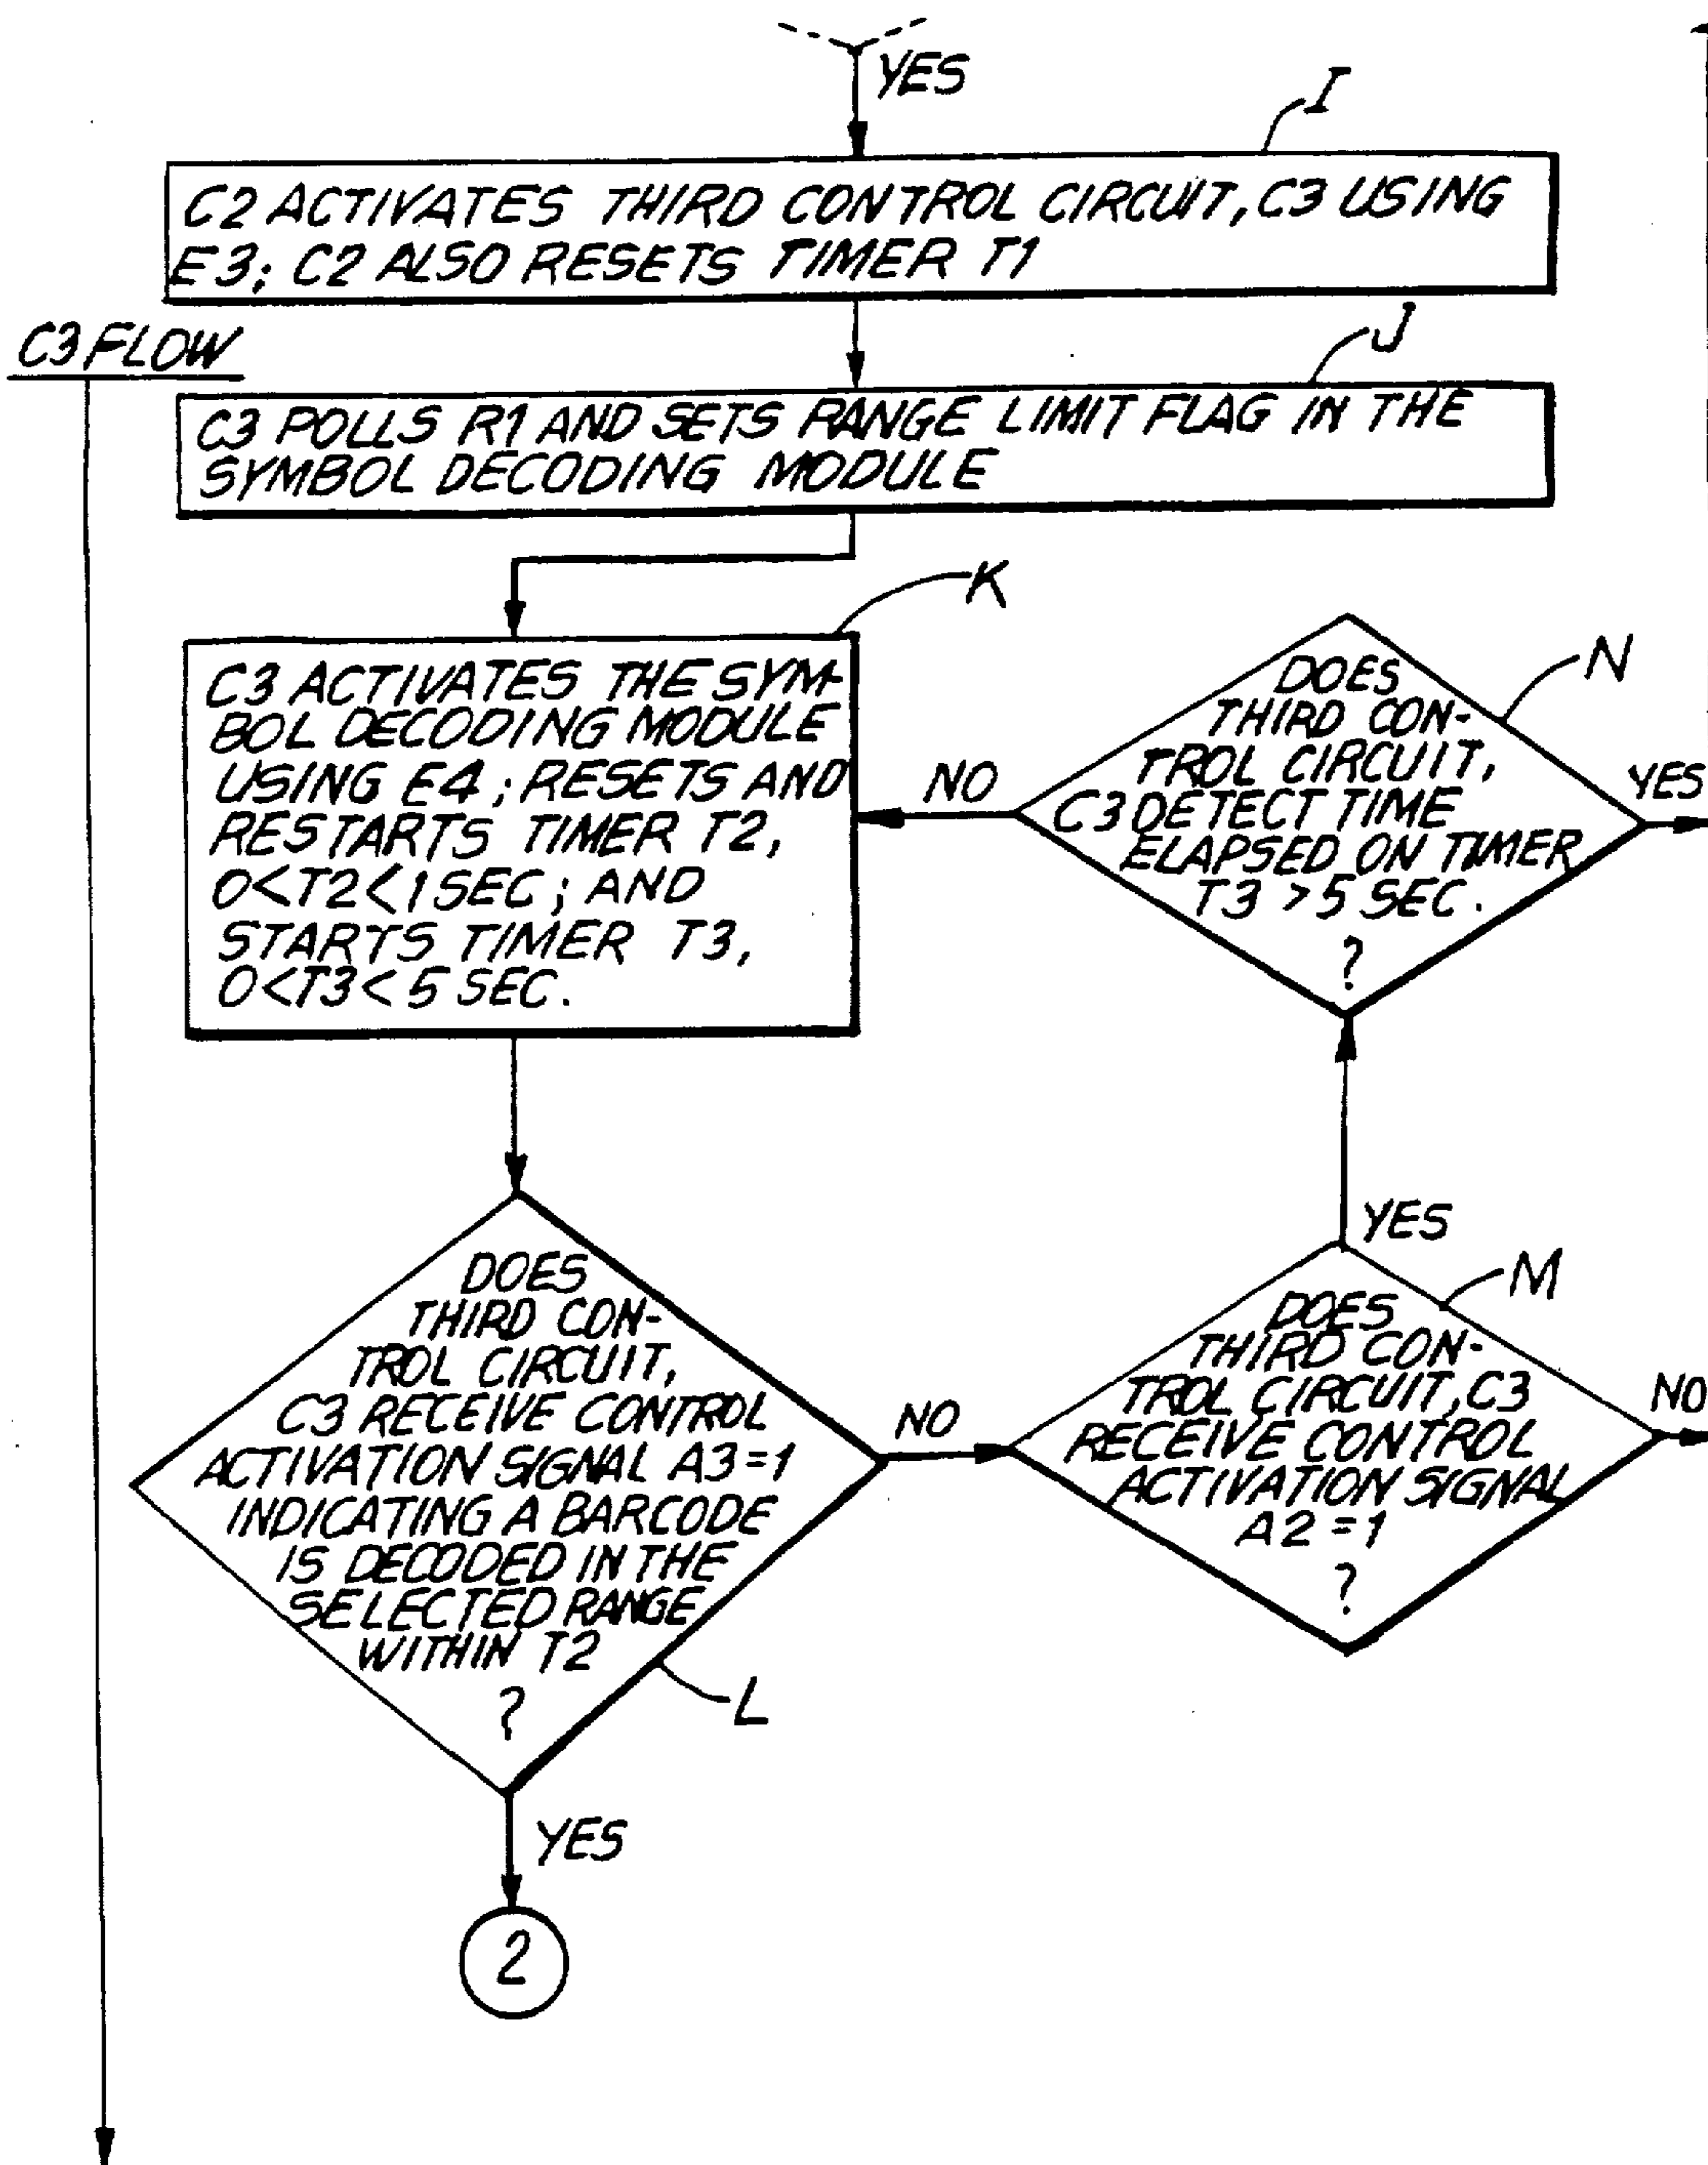 YES
I
C2 ACTIVATES THIRD CONTROL CIRCUIT, C3 USING
E3; C2 ALSO RESETS TIMER T1
C3 FLOW
J
C3 POLLS R1 AND SETS RANGE LIMIT FLAG IN THE
SYMBOL DECODING MODULE
K
C3 ACTIVATES THE SYM-
BOL DECODING MODULE
USING E4; RESETS AND
RESTARTS TIMER T2,
0<T2<1 SEC; AND
STARTS TIMER T3,
0<T3<5 SEC.
N
DOES
THIRD CON-
TROL CIRCUIT,
C3 DETECT TIME
ELAPSED ON TIMER
T3 >5 SEC.
?
NO
YES
DOES
THIRD CON-
TROL CIRCUIT,
C3 RECEIVE CONTROL
ACTIVATION SIGNAL A3=1
INDICATING A BARCODE
IS DECODED IN THE
SELECTED RANGE
WITHIN T2
?
L
NO
YES
M
DOES
THIRD CON-
TROL CIRCUIT, C3
RECEIVE CONTROL
ACTIVATION SIGNAL
A2=1
?
NO
YES
2